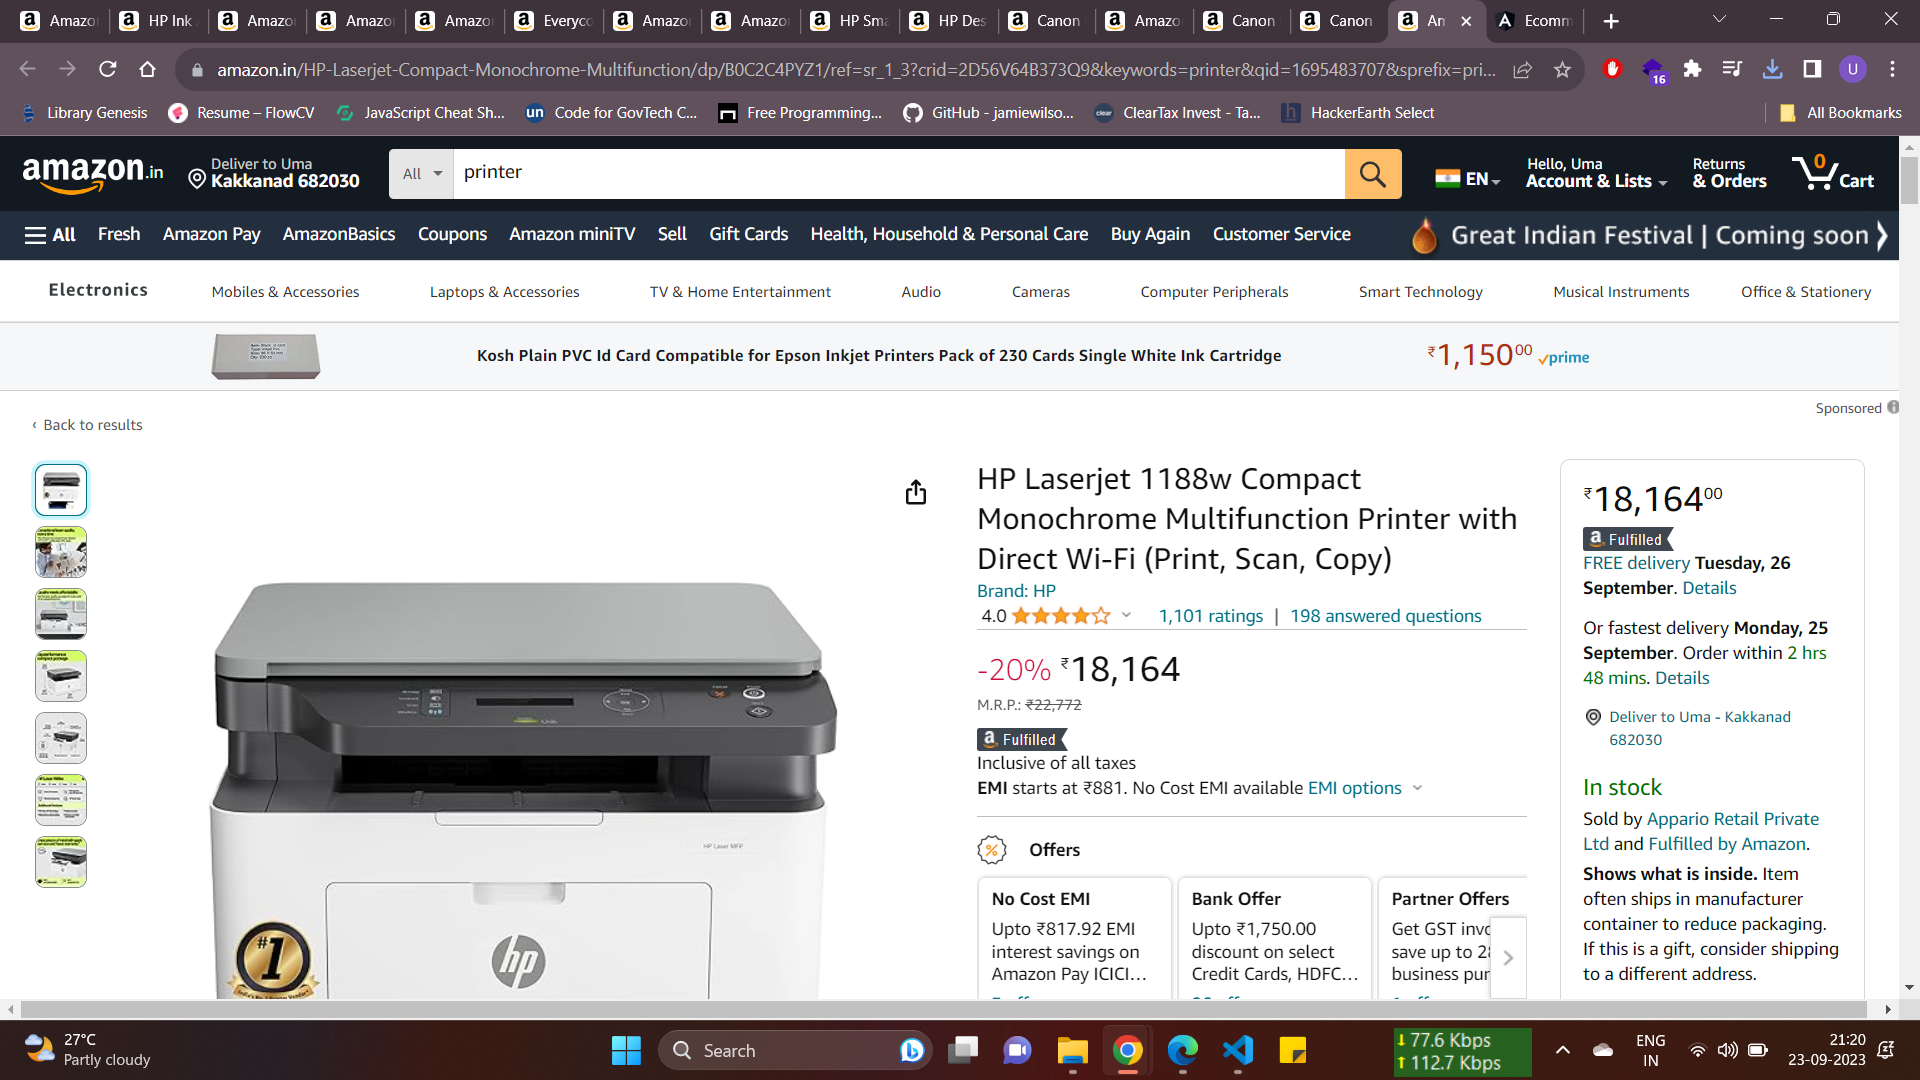 Amazo
HP Ink
Amazo
Amazo
Amazo
Everyco
Amazo
Amazo
HP Sma
HP Des
Canon
Amazo
Canon
Canon
Am
Ecomm
amazon.in/HP-Laserjet-Compact-Monochrome-Multifunction/dp/B0C2C4PYZ1/ref=sr_1_3?crid=2D56V64B373Q9&keywords=printer&qid=1695483707&sprefix=pri...
16
U
Library Genesis
Resume – FlowCV
JavaScript Cheat Sh...
un Code for GovTech C...
Free Programming...
GitHub - jamiewilso...
ClearTax Invest - Ta...
HackerEarth Select
All Bookmarks
amazon.in
Deliver to Uma
Kakkanad 682030
All
printer
EN
Hello, Uma
Account & Lists
Returns
& Orders
0
Cart
All
Fresh
Amazon Pay
AmazonBasics
Coupons
Amazon miniTV
Sell
Gift Cards
Health, Household & Personal Care
Buy Again
Customer Service
Great Indian Festival | Coming soon
Electronics
Mobiles & Accessories
Laptops & Accessories
TV & Home Entertainment
Audio
Cameras
Computer Peripherals
Smart Technology
Musical Instruments
Office & Stationery
Kosh Plain PVC Id Card Compatible for Epson Inkjet Printers Pack of 230 Cards Single White Ink Cartridge
₹1,15000 prime
Sponsored
‹ Back to results
HP Laserjet 1188w Compact
Monochrome Multifunction Printer with
Direct Wi-Fi (Print, Scan, Copy)
Brand: HP
4.0
1,101 ratings | 198 answered questions
-20% ₹18,164
M.R.P.: ₹22,772
a Fulfilled
Inclusive of all taxes
EMI starts at ₹881. No Cost EMI available EMI options
Offers
No Cost EMI
Upto ₹817.92 EMI
interest savings on
Amazon Pay ICICI…
Bank Offer
Upto ₹1,750.00
discount on select
Credit Cards, HDFC…
Partner Offers
Get GST invo
save up to 28
business pur
₹18,16400
a Fulfilled
FREE delivery Tuesday, 26
September. Details
Or fastest delivery Monday, 25
September. Order within 2 hrs
48 mins. Details
Deliver to Uma - Kakkanad
682030
In stock
Sold by Appario Retail Private
Ltd and Fulfilled by Amazon.
Shows what is inside. Item
often ships in manufacturer
container to reduce packaging.
If this is a gift, consider shipping
to a different address.
HP Laser MFP
#1
hp
27°C
Partly cloudy
Search
77.6 Kbps
112.7 Kbps
ENG
IN
21:20
23-09-2023